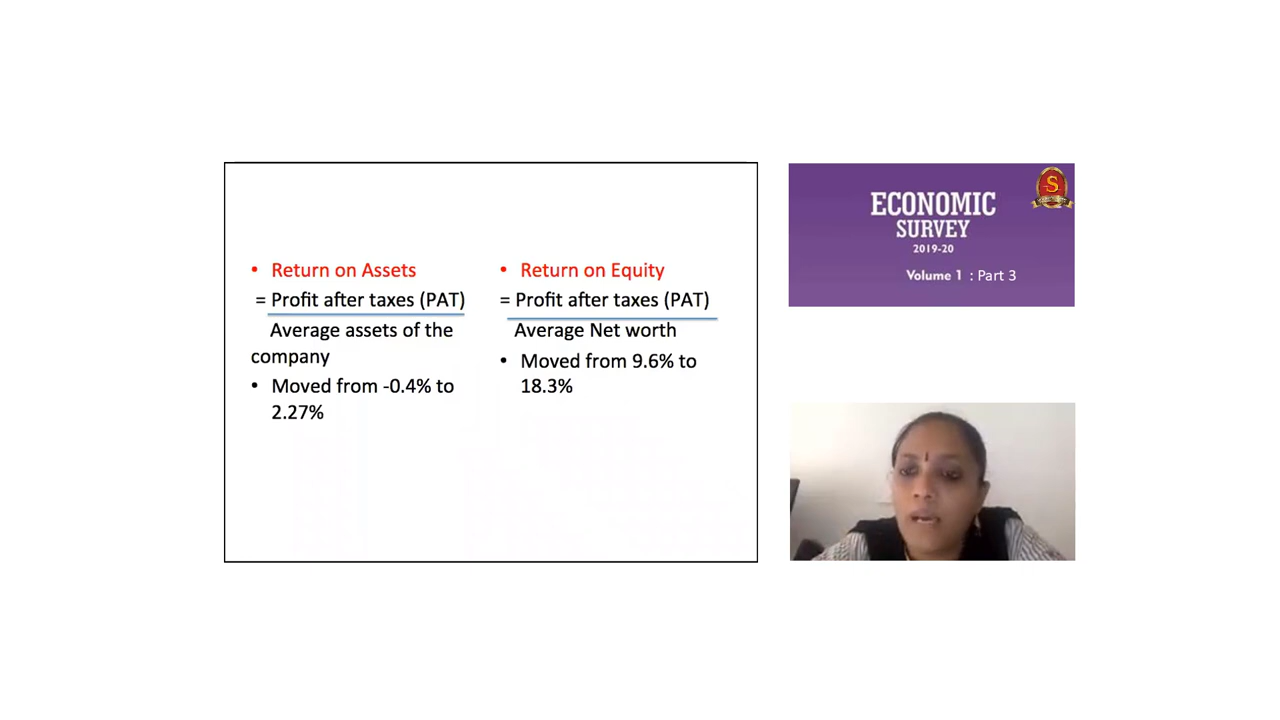 • Return on Assets
= Profit after taxes (PAT)
Average assets of the
company
• Moved from -0.4% to
2.27%
• Return on Equity
= Profit after taxes (PAT)
Average Net worth
• Moved from 9.6% to
18.3%
ECONOMIC
SURVEY
2019-20
Volume 1 : Part 3
S